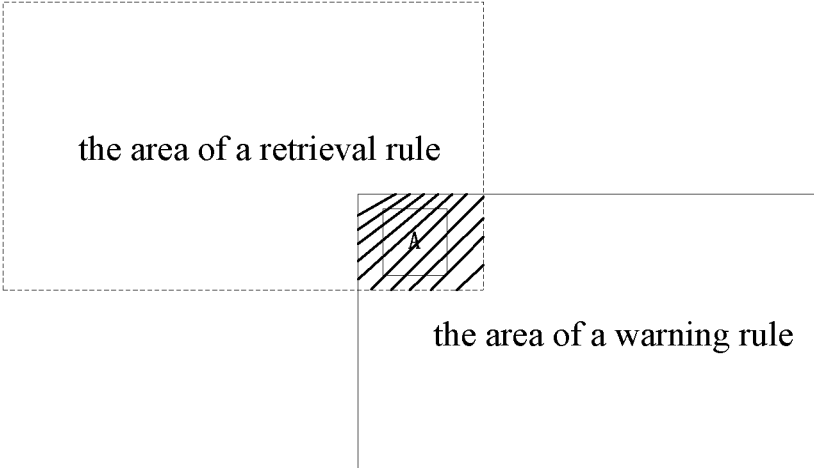 the area of a retrieval rule
A
the area of a warning rule